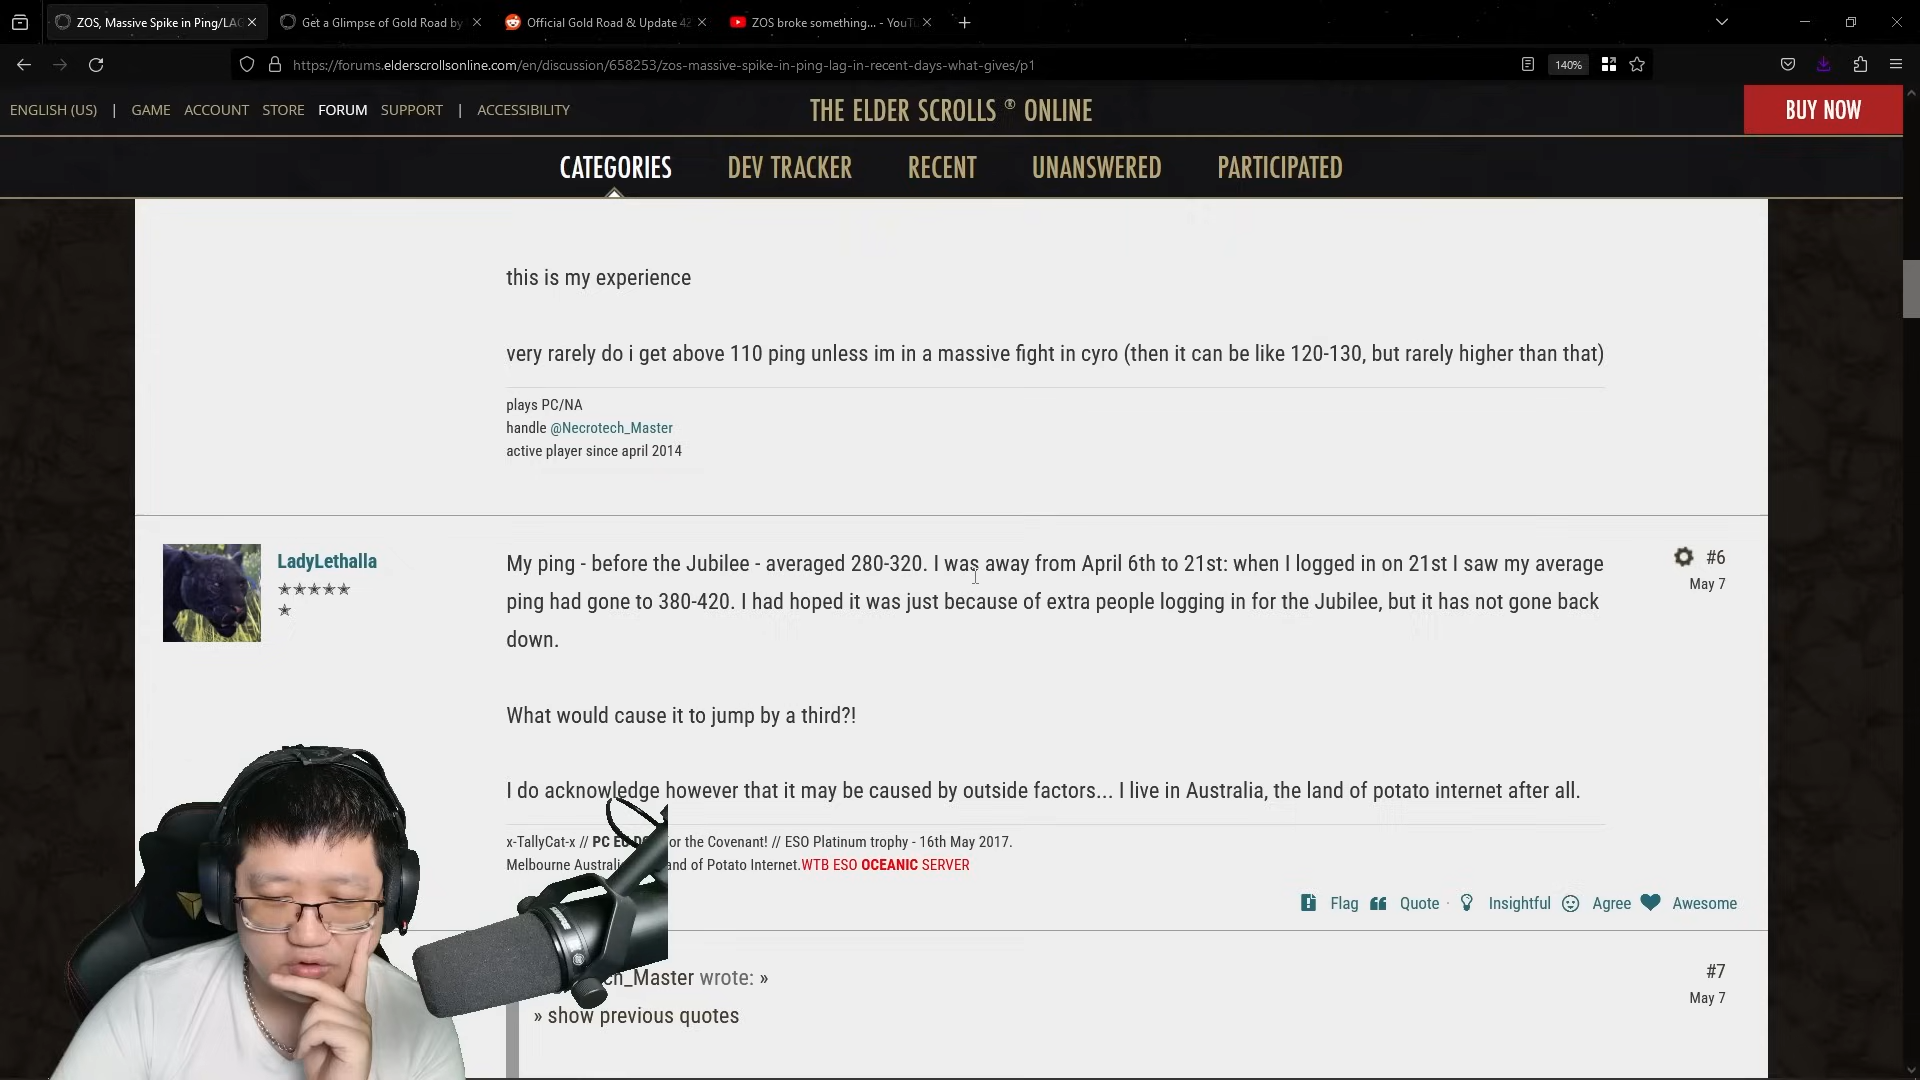 ZOS, Massive Spike in Ping/LAG
Get a Glimpse of Gold Road by
Official Gold Road & Update 42
ZOS broke something... - YouTu
https://forums.elderscrollsonline.com/en/discussion/658253/zos-massive-spike-in-ping-lag-in-recent-days-what-gives/p1
140%
ENGLISH (US) | GAME ACCOUNT STORE FORUM SUPPORT | ACCESSIBILITY
THE ELDER SCROLLS ® ONLINE
BUY NOW
CATEGORIES DEV TRACKER RECENT UNANSWERED PARTICIPATED
this is my experience
very rarely do i get above 110 ping unless im in a massive fight in cyro (then it can be like 120-130, but rarely higher than that)
plays PC/NA
handle @Necrotech_Master
active player since april 2014
LadyLethalla
#6
May 7
My ping - before the Jubilee - averaged 280-320. I was away from April 6th to 21st: when I logged in on 21st I saw my average
ping had gone to 380-420. I had hoped it was just because of extra people logging in for the Jubilee, but it has not gone back
down.
What would cause it to jump by a third?!
I do acknowledge however that it may be caused by outside factors... I live in Australia, the land of potato internet after all.
x-TallyCat-x // PC EU or the Covenant! // ESO Platinum trophy - 16th May 2017.
Melbourne and of Potato Internet.WTB ESO OCEANIC SERVER
Flag Quote · Insightful Agree Awesome
ch_Master wrote: »
#7
May 7
» show previous quotes